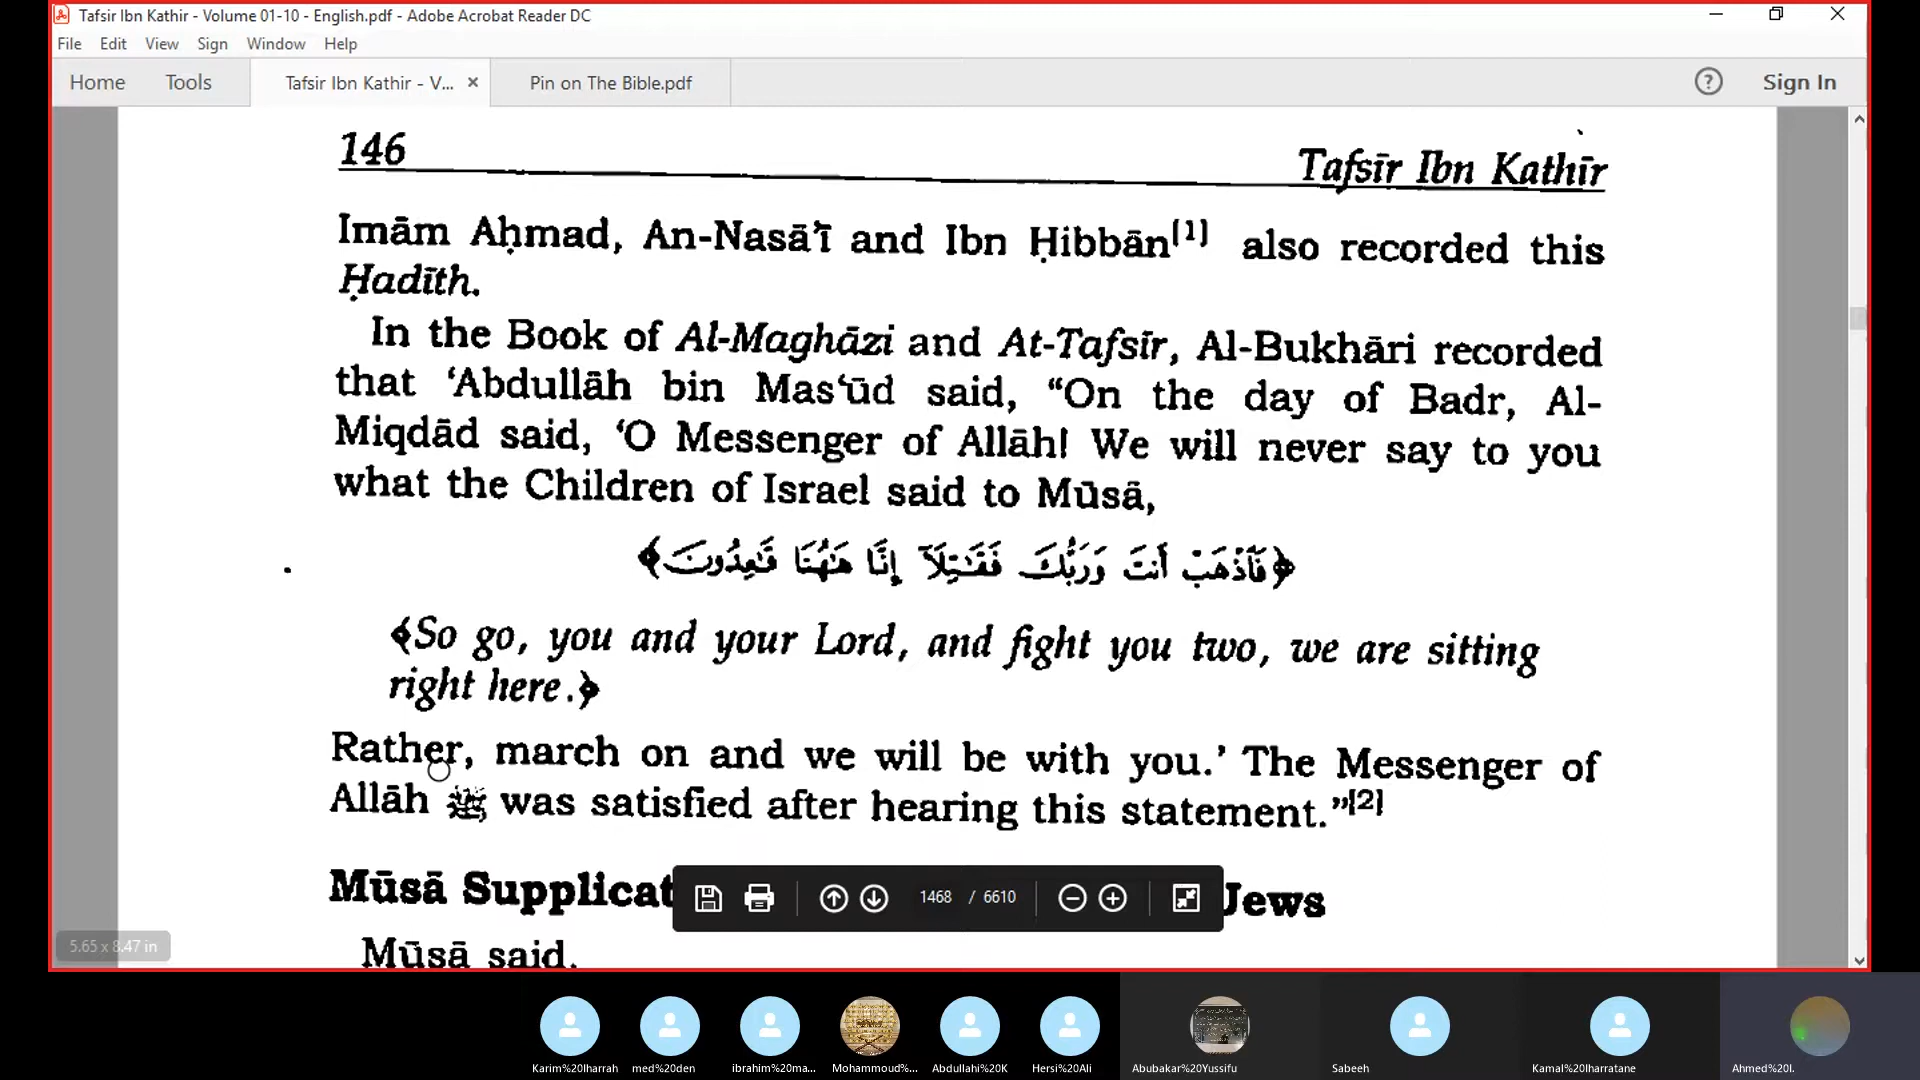 Tafsir Ibn Kathir - Volume 01-10 - English.pdf - Adobe Acrobat Reader DC
File Edit View Sign Window Help
Home Tools Tafsir Ibn Kathir - V... × Pin on The Bible.pdf ? Sign In
146 Tafsīr Ibn Kathīr
Imām Aḥmad, An-Nasā'ī and Ibn Ḥibbān[1] also recorded this
Ḥadīth.
In the Book of Al-Maghāzi and At-Tafsīr, Al-Bukhāri recorded
that ‘Abdullāh bin Mas‘ūd said, “On the day of Badr, Al-
Miqdād said, ‘O Messenger of Allāh! We will never say to you
what the Children of Israel said to Mūsā,
﴿فَٱذْهَبْ أَنتَ وَرَبُّكَ فَقَـٰتِلَآ إِنَّا هَـٰهُنَا قَـٰعِدُونَ﴾
﴾So go, you and your Lord, and fight you two, we are sitting
right here.﴿
Rather, march on and we will be with you.’ The Messenger of
Allāh ﷺ was satisfied after hearing this statement.”[2]
Mūsā Supplicat Jews
Mūsā said,
1468 / 6610
5.65 x 8.47 in
Karim%20Iharrah med%20den ibrahim%20ma... Mohammoud%... Abdullahi%20K Hersi%20Ali Abubakar%20Yussifu Sabeeh Kamal%20Iharratane Ahmed%20I.